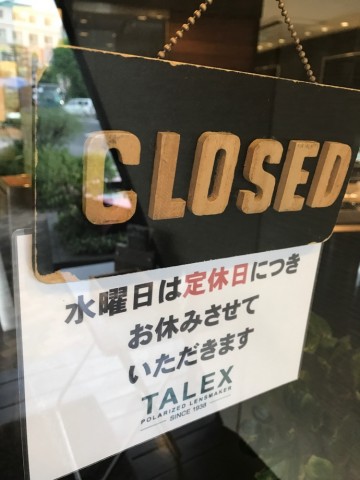 CLOSED
水曜日は定休日につき
お休みさせて
いただきます
TALEX
POLARIZED LENSMAKER
SINCE 1938